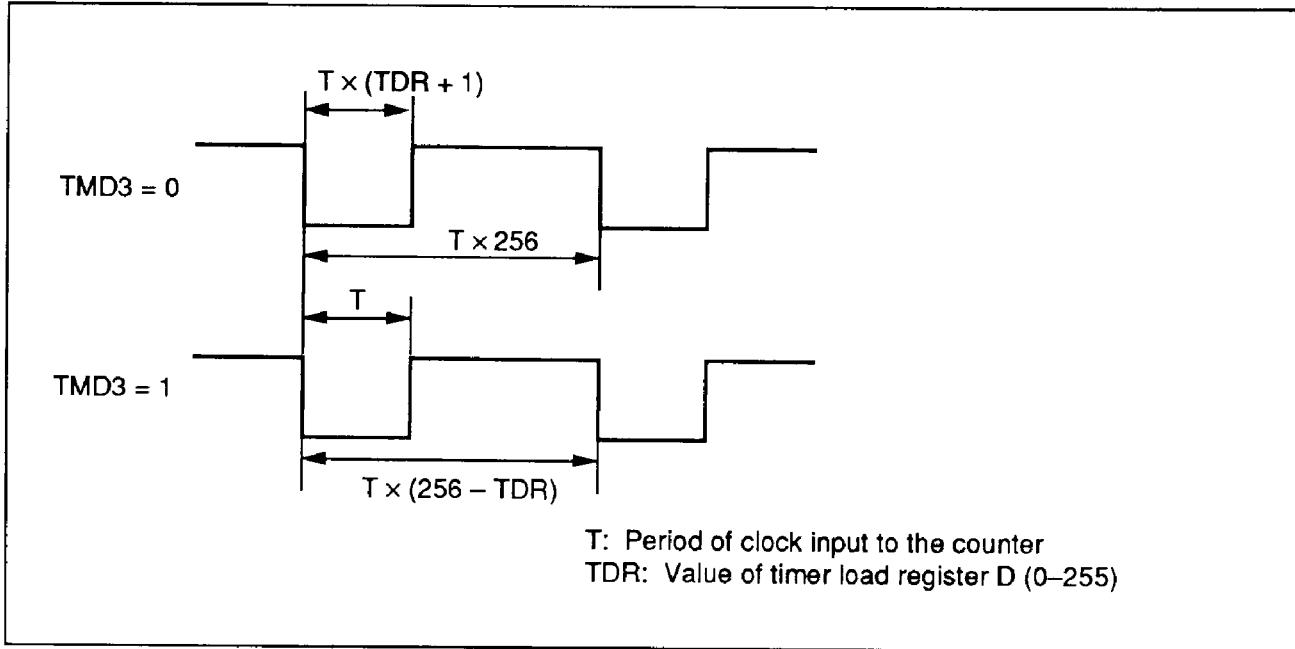 T × (TDR + 1)
TMD3 = 0
T × 256
T
TMD3 = 1
T × (256 – TDR)
T: Period of clock input to the counter
TDR: Value of timer load register D (0–255)